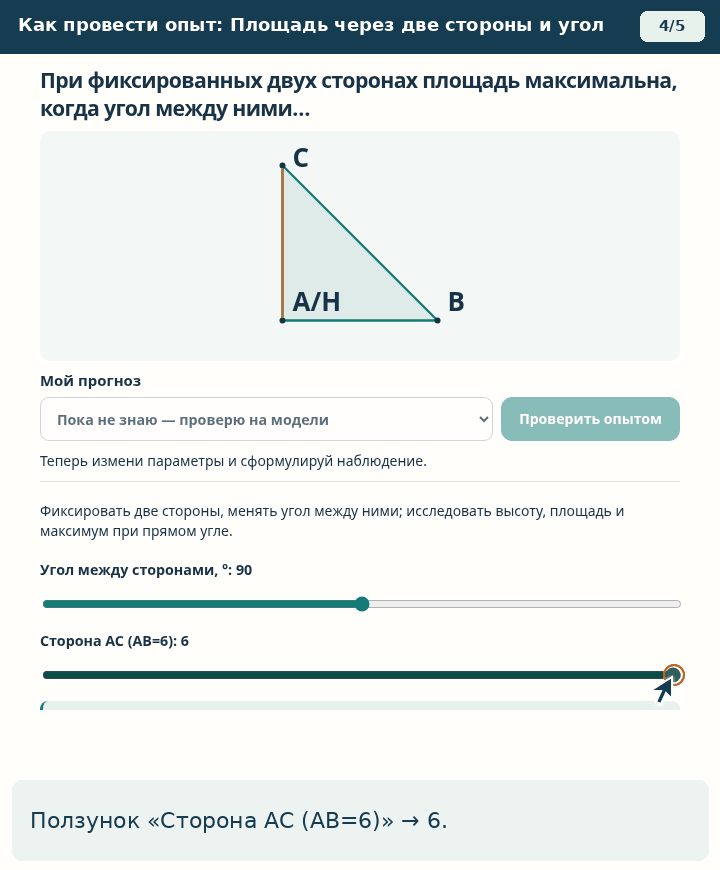 Как провести опыт: Площадь через две стороны и угол
4/5
При фиксированных двух сторонах площадь максимальна,
когда угол между ними…
C
A/H
B
Мой прогноз
Пока не знаю — проверю на модели
Проверить опытом
Теперь измени параметры и сформулируй наблюдение.
Фиксировать две стороны, менять угол между ними; исследовать высоту, площадь и
максимум при прямом угле.
Угол между сторонами, °: 90
Сторона AC (AB=6): 6
Ползунок «Сторона AC (AB=6)» → 6.